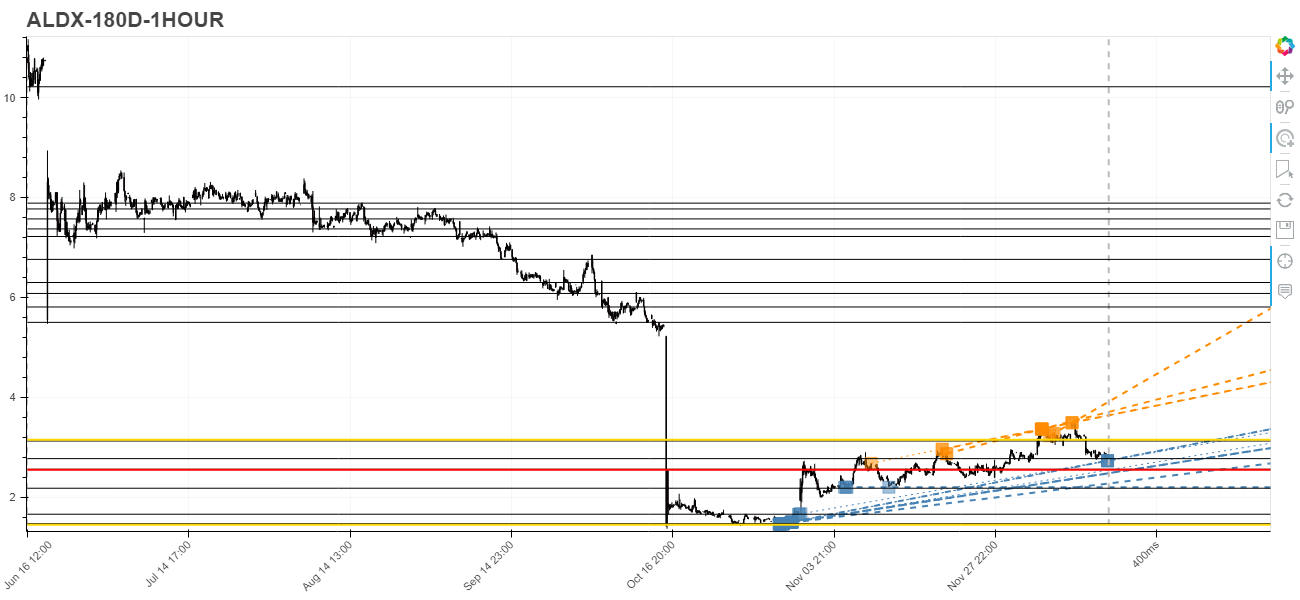 ALDX-180D-1HOUR
10
8
6
4
2
Jun 16 12:00
Jul 14 17:00
Aug 14 13:00
Sep 14 23:00
Oct 16 20:00
Nov 03 21:00
Nov 27 22:00
400ms